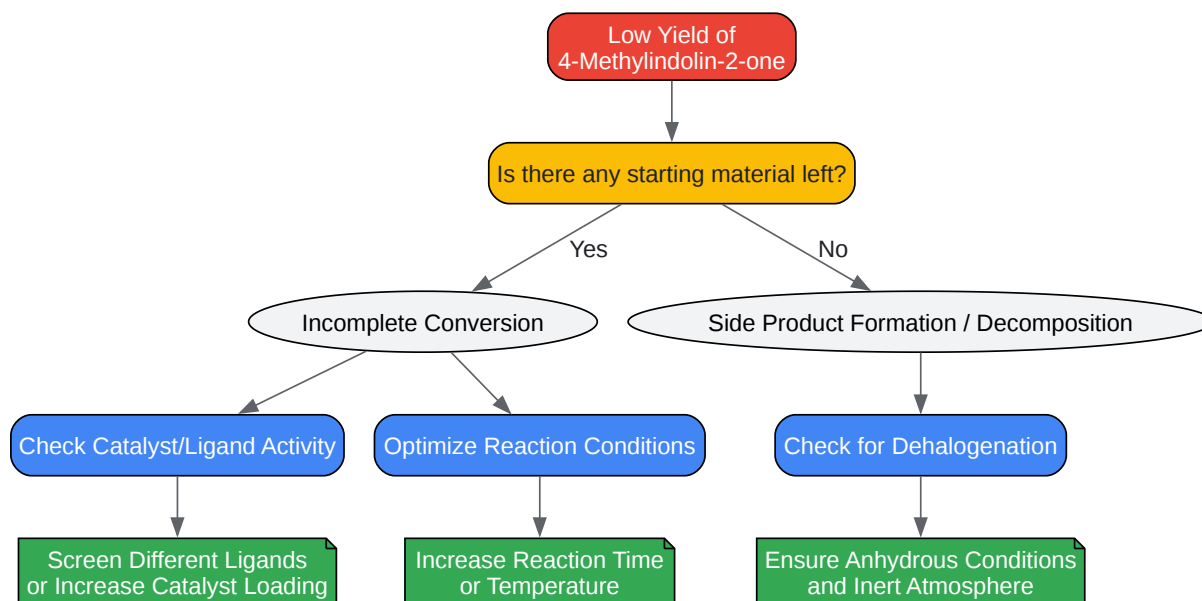 Low Yield of
4-Methylindolin-2-one
Is there any starting material left?
Yes
No
Incomplete Conversion
Side Product Formation / Decomposition
Check Catalyst/Ligand Activity
Optimize Reaction Conditions
Check for Dehalogenation
Screen Different Ligands
or Increase Catalyst Loading
Increase Reaction Time
or Temperature
Ensure Anhydrous Conditions
and Inert Atmosphere